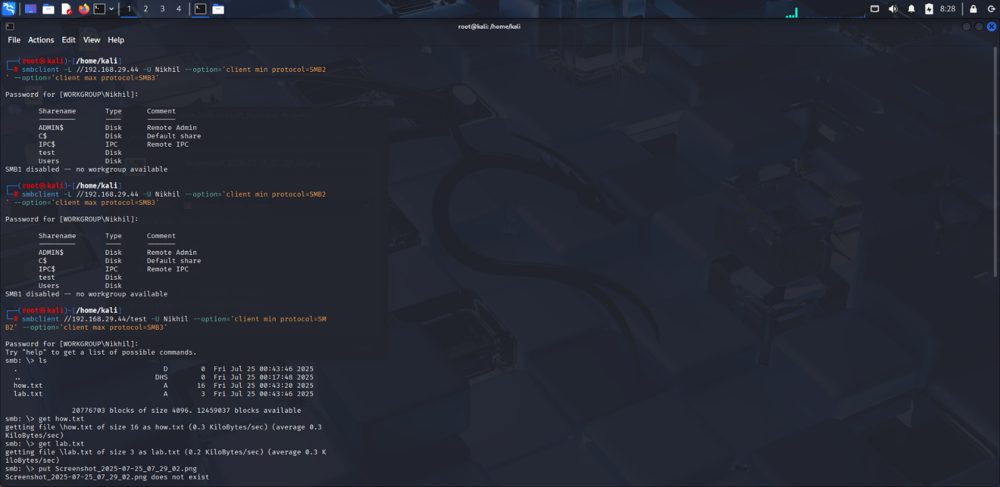 1 2 3 4
8:28
root@kali: /home/kali
File Actions Edit View Help
┌──(root㉿kali)-[/home/kali]
└─# smbclient -L //192.168.29.44 -U Nikhil --option='client min protocol=SMB2
' --option='client max protocol=SMB3'
Password for [WORKGROUP\Nikhil]:
Sharename Type Comment
--------- ---- -------
ADMIN$ Disk Remote Admin
C$ Disk Default share
IPC$ IPC Remote IPC
test Disk
Users Disk
SMB1 disabled -- no workgroup available
┌──(root㉿kali)-[/home/kali]
└─# smbclient -L //192.168.29.44 -U Nikhil --option='client min protocol=SMB2
' --option='client max protocol=SMB3'
Password for [WORKGROUP\Nikhil]:
Sharename Type Comment
--------- ---- -------
ADMIN$ Disk Remote Admin
C$ Disk Default share
IPC$ IPC Remote IPC
test Disk
Users Disk
SMB1 disabled -- no workgroup available
┌──(root㉿kali)-[/home/kali]
└─# smbclient //192.168.29.44/test -U Nikhil --option='client min protocol=SM
B2' --option='client max protocol=SMB3'
Password for [WORKGROUP\Nikhil]:
Try "help" to get a list of possible commands.
smb: \> ls
. D 0 Fri Jul 25 00:43:46 2025
.. DHS 0 Fri Jul 25 00:17:48 2025
how.txt A 16 Fri Jul 25 00:43:20 2025
lab.txt A 3 Fri Jul 25 00:43:46 2025
20776703 blocks of size 4096. 12459037 blocks available
smb: \> get how.txt
getting file \how.txt of size 16 as how.txt (0.3 KiloBytes/sec) (average 0.3
KiloBytes/sec)
smb: \> get lab.txt
getting file \lab.txt of size 3 as lab.txt (0.2 KiloBytes/sec) (average 0.3 K
iloBytes/sec)
smb: \> put Screenshot_2025-07-25_07_29_02.png
Screenshot_2025-07-25_07_29_02.png does not exist